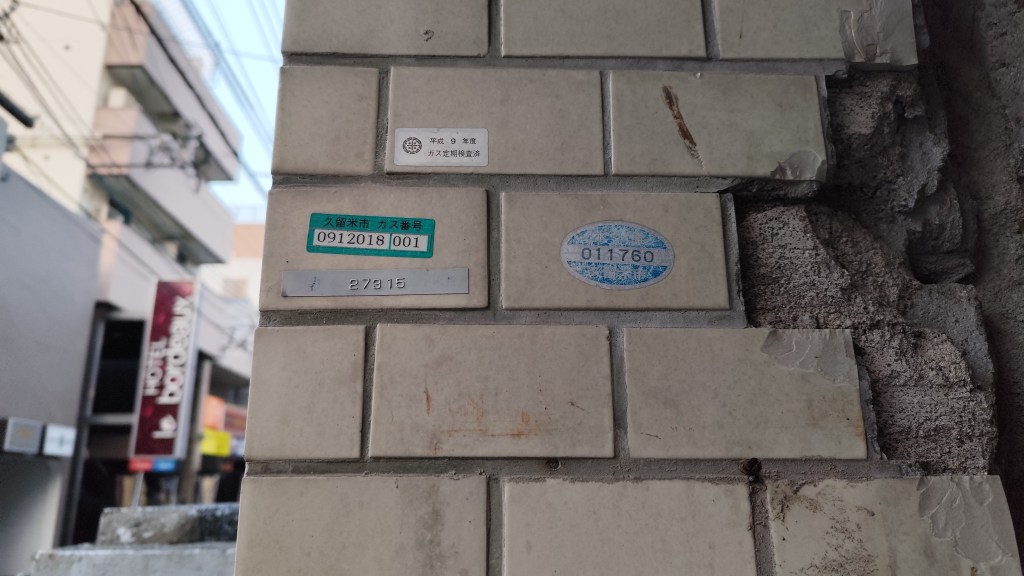 平成 9 年度
ガス定期検査済
久留米市 ガス番号
0912018 001
27315
011760
HOTEL
le bordeaux